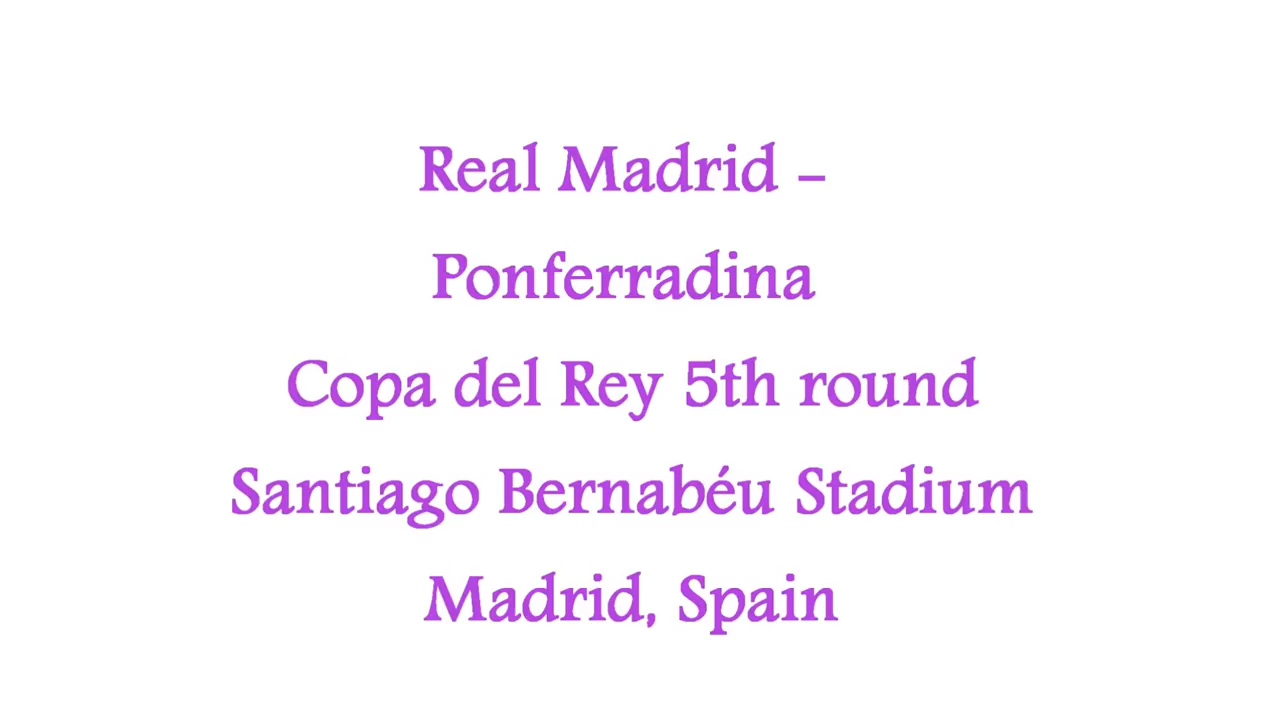 Real Madrid –
Ponferradina
Copa del Rey 5th round
Santiago Bernabéu Stadium
Madrid, Spain